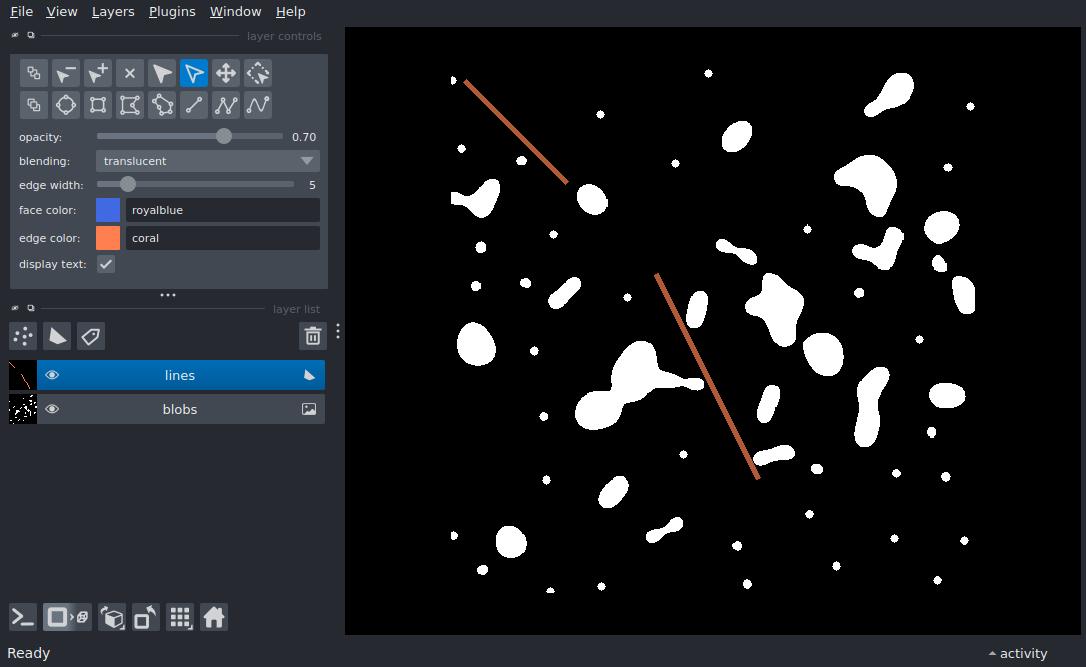 File View Layers Plugins Window Help
layer controls
opacity: 0.70
blending: translucent
edge width: 5
face color: royalblue
edge color: coral
display text:
layer list
lines
blobs
Ready
activity